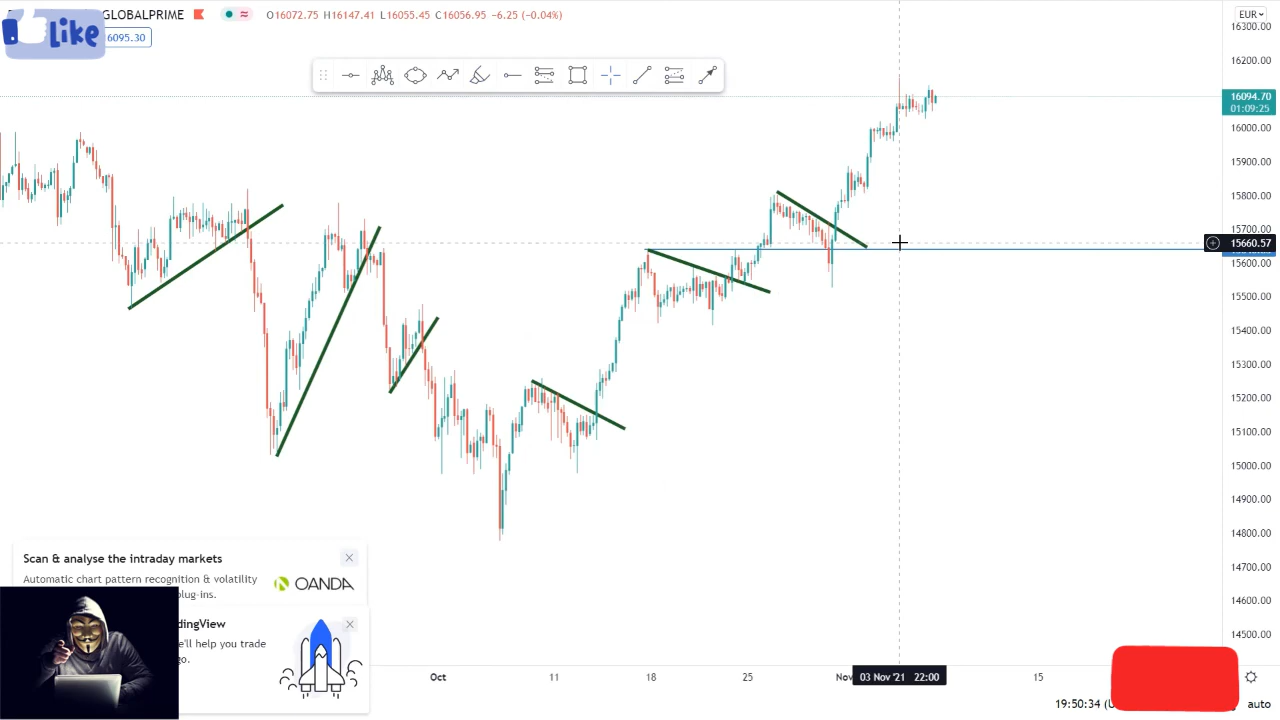 GLOBALPRIME
O16072.75 H16147.41 L16055.45 C16056.95 −6.25 (−0.04%)
Like
6095.30
EUR
16300.00
16200.00
16094.70
01:09:25
16000.00
15900.00
15800.00
15700.00
15660.57
15600.00
15500.00
15400.00
15300.00
15200.00
15100.00
15000.00
14900.00
14800.00
14700.00
14600.00
14500.00
Scan & analyse the intraday markets
Automatic chart pattern recognition & volatility
plug-ins.
OANDA
dingView
e'll help you trade
go.
Oct
11
18
25
Nov
03 Nov '21 22:00
15
19:50:34 (U
auto